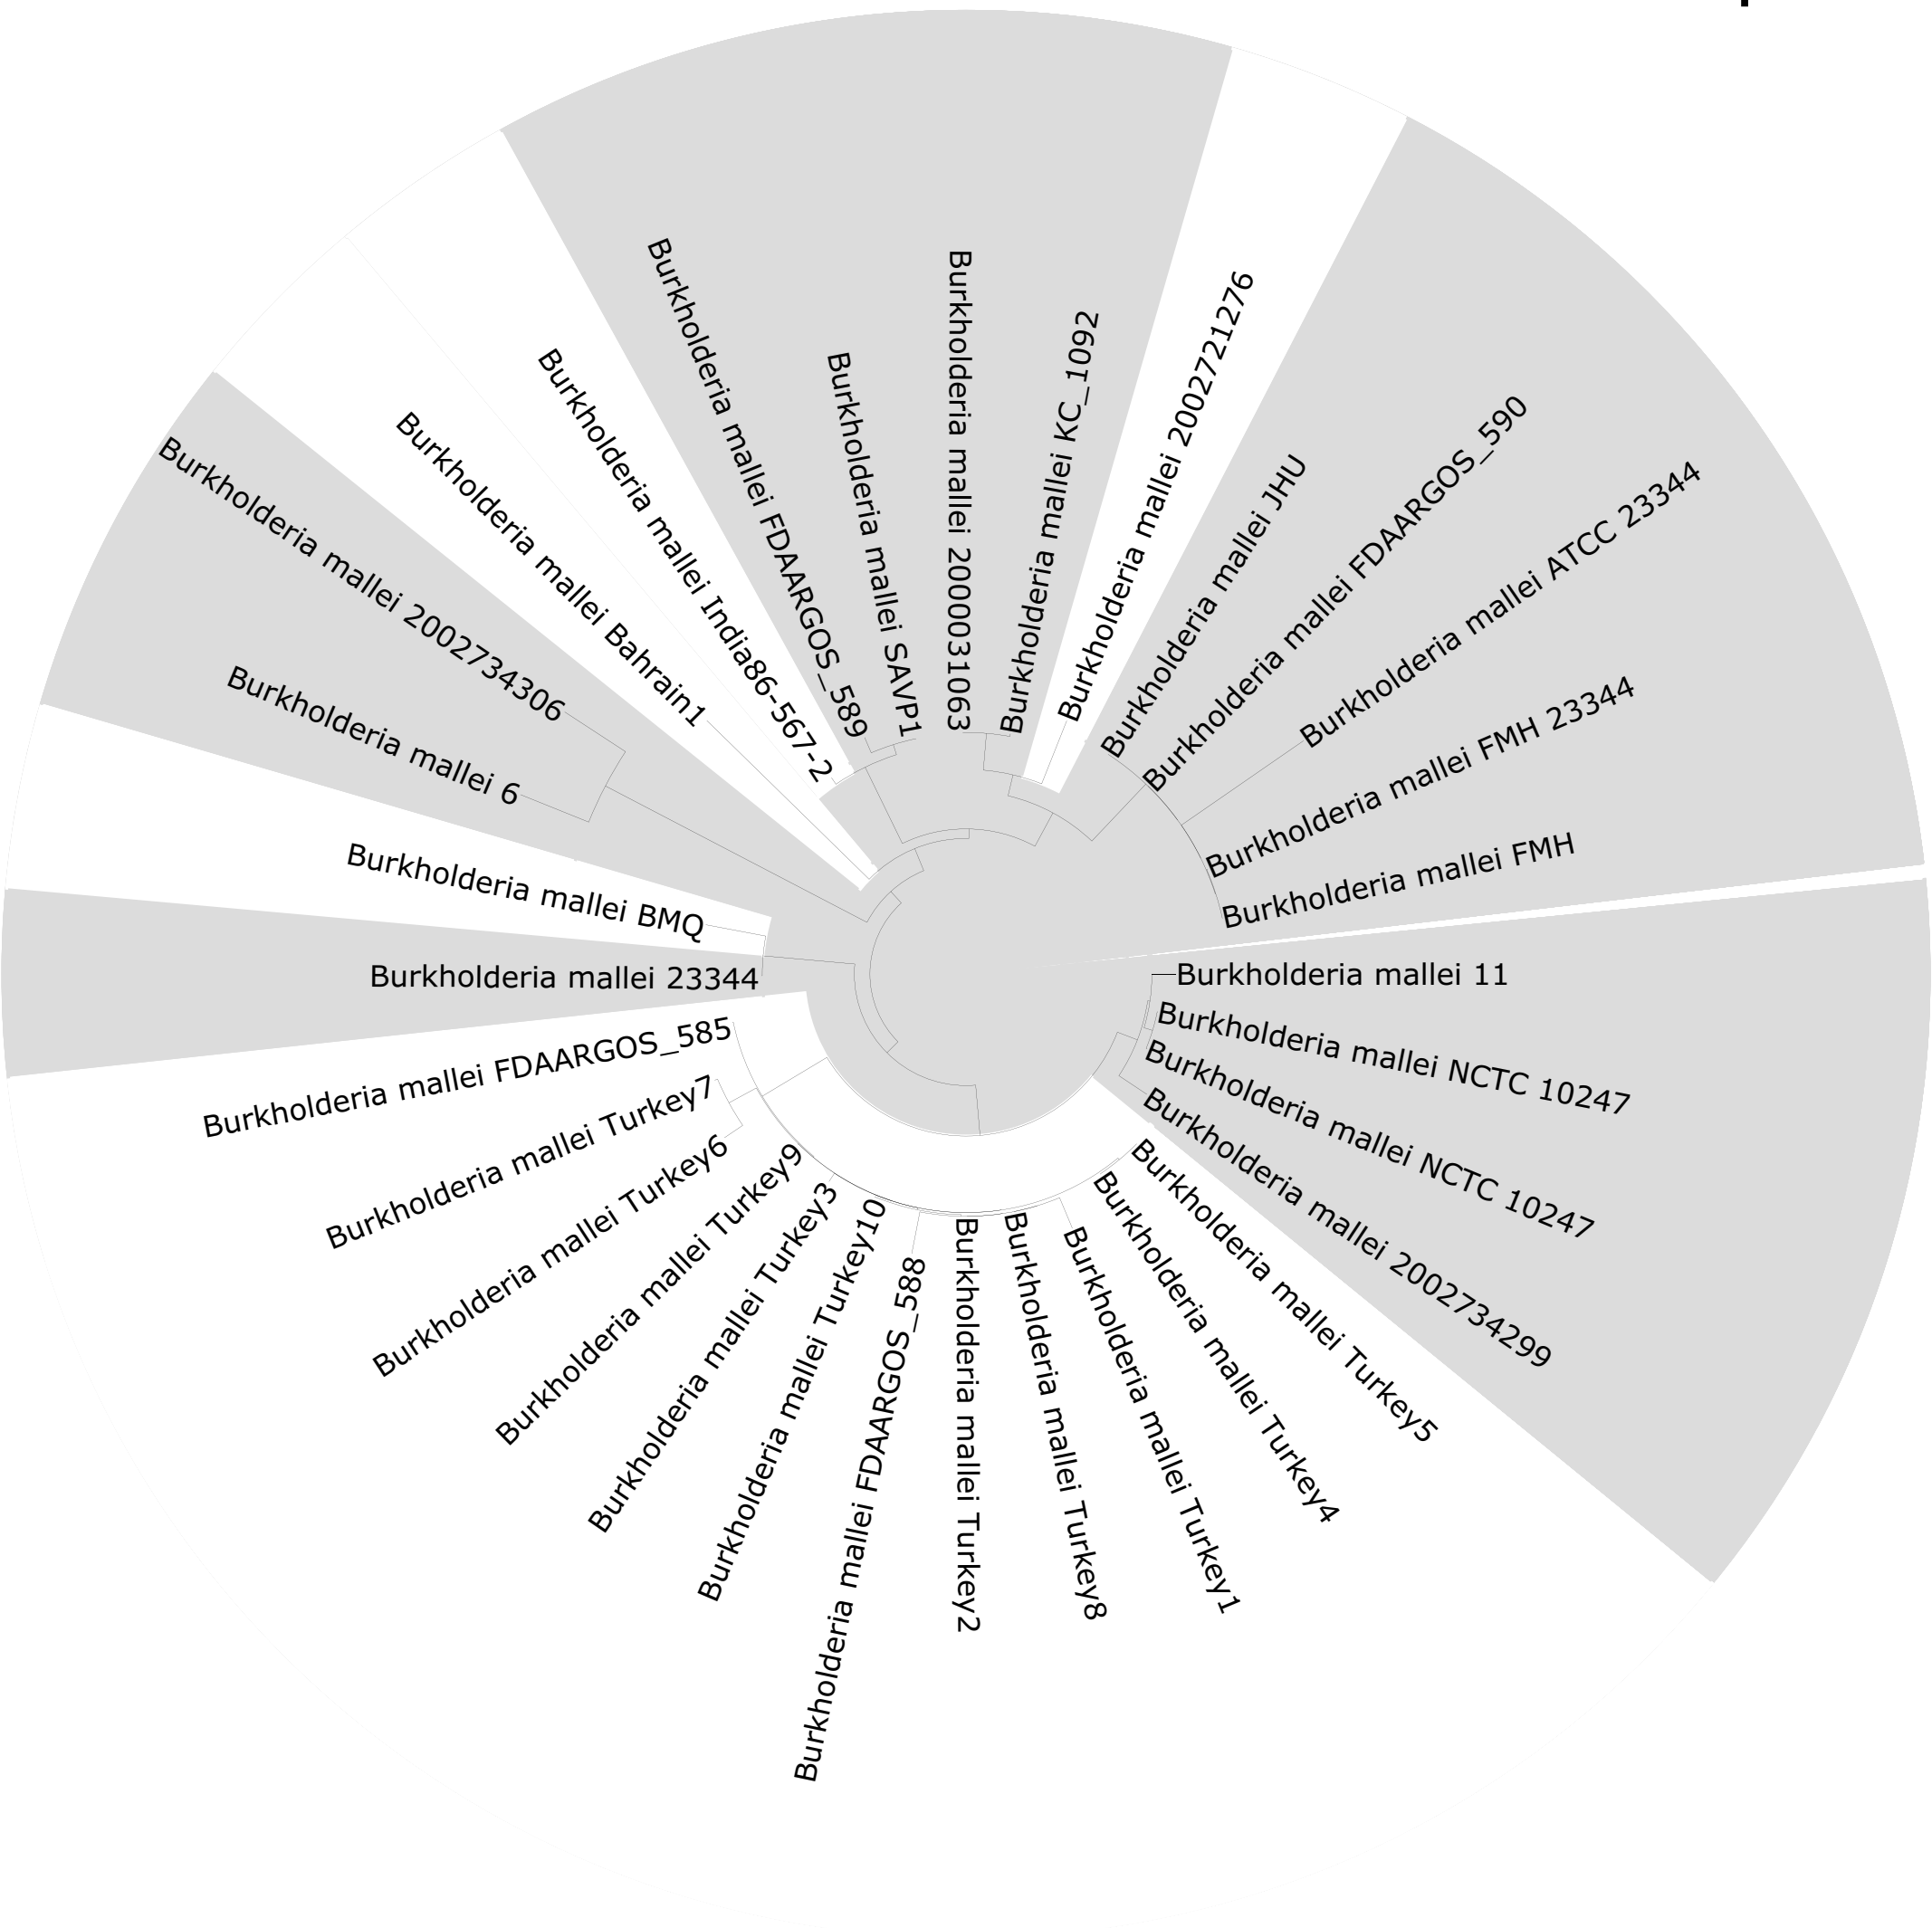 Burkholderia mallei FDAARGOS_589
Burkholderia mallei SAVP1
Burkholderia mallei 2000031063
Burkholderia mallei KC_1092
Burkholderia mallei 2002721276
Burkholderia mallei JHU
Burkholderia mallei FDAARGOS_590
Burkholderia mallei ATCC 23344
Burkholderia mallei FMH 23344
Burkholderia mallei FMH
Burkholderia mallei 11
Burkholderia mallei NCTC 10247
Burkholderia mallei NCTC 10247
Burkholderia mallei 2002734299
Burkholderia mallei Turkey5
Burkholderia mallei Turkey4
Burkholderia mallei Turkey1
Burkholderia mallei Turkey8
Burkholderia mallei Turkey2
Burkholderia mallei FDAARGOS_588
Burkholderia mallei Turkey10
Burkholderia mallei Turkey3
Burkholderia mallei Turkey9
Burkholderia mallei Turkey6
Burkholderia mallei Turkey7
Burkholderia mallei FDAARGOS_585
Burkholderia mallei 23344
Burkholderia mallei BMQ
Burkholderia mallei 6
Burkholderia mallei 2002734306
Burkholderia mallei Bahrain1
Burkholderia mallei India86-567-2